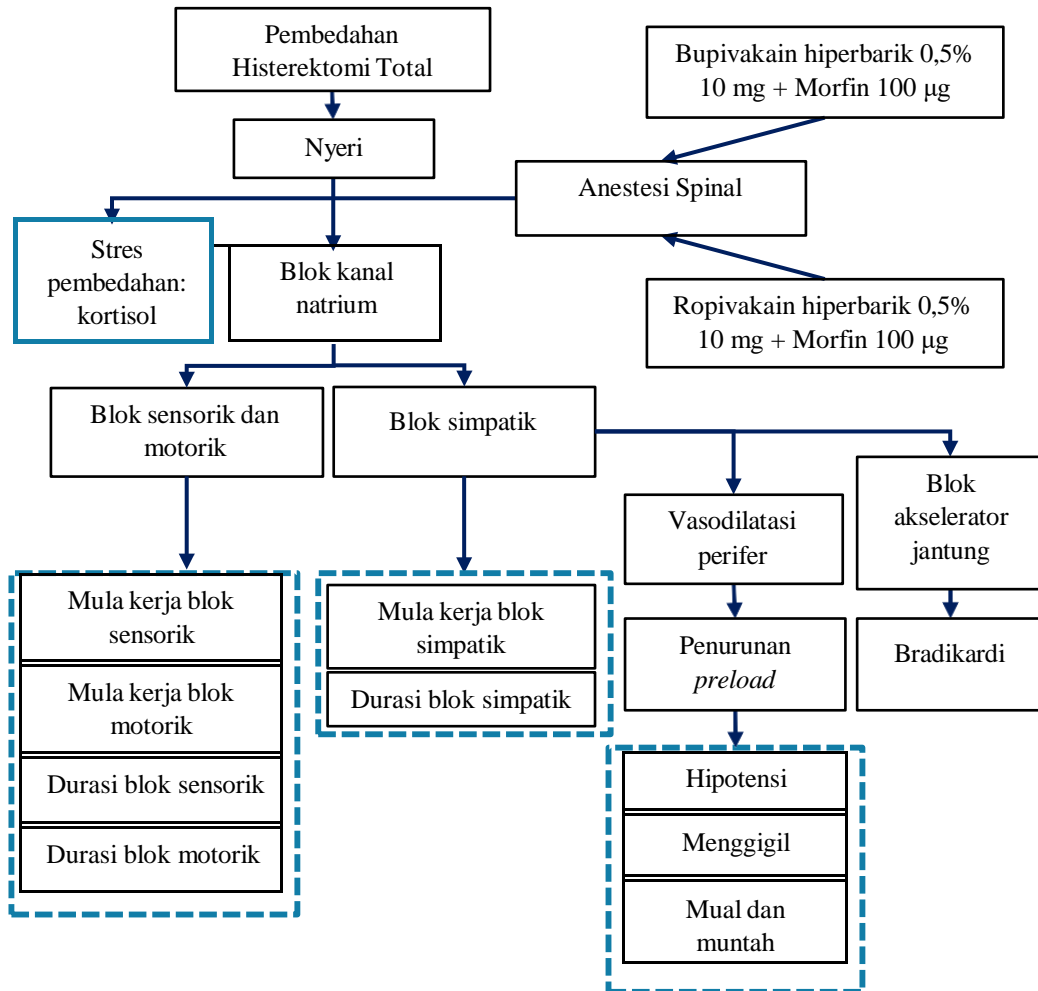 Pembedahan
Histerektomi Total
Bupivakain hiperbarik 0,5%
10 mg + Morfin 100 μg
Nyeri
Anestesi Spinal
Stres
pembedahan:
kortisol
Blok kanal
natrium
Ropivakain hiperbarik 0,5%
10 mg + Morfin 100 μg
Blok sensorik dan
motorik
Blok simpatik
Vasodilatasi
perifer
Blok
akselerator
jantung
Mula kerja blok
sensorik
Mula kerja blok
motorik
Durasi blok sensorik
Durasi blok motorik
Mula kerja blok
simpatik
Durasi blok simpatik
Penurunan
preload
Bradikardi
Hipotensi
Menggigil
Mual dan
muntah